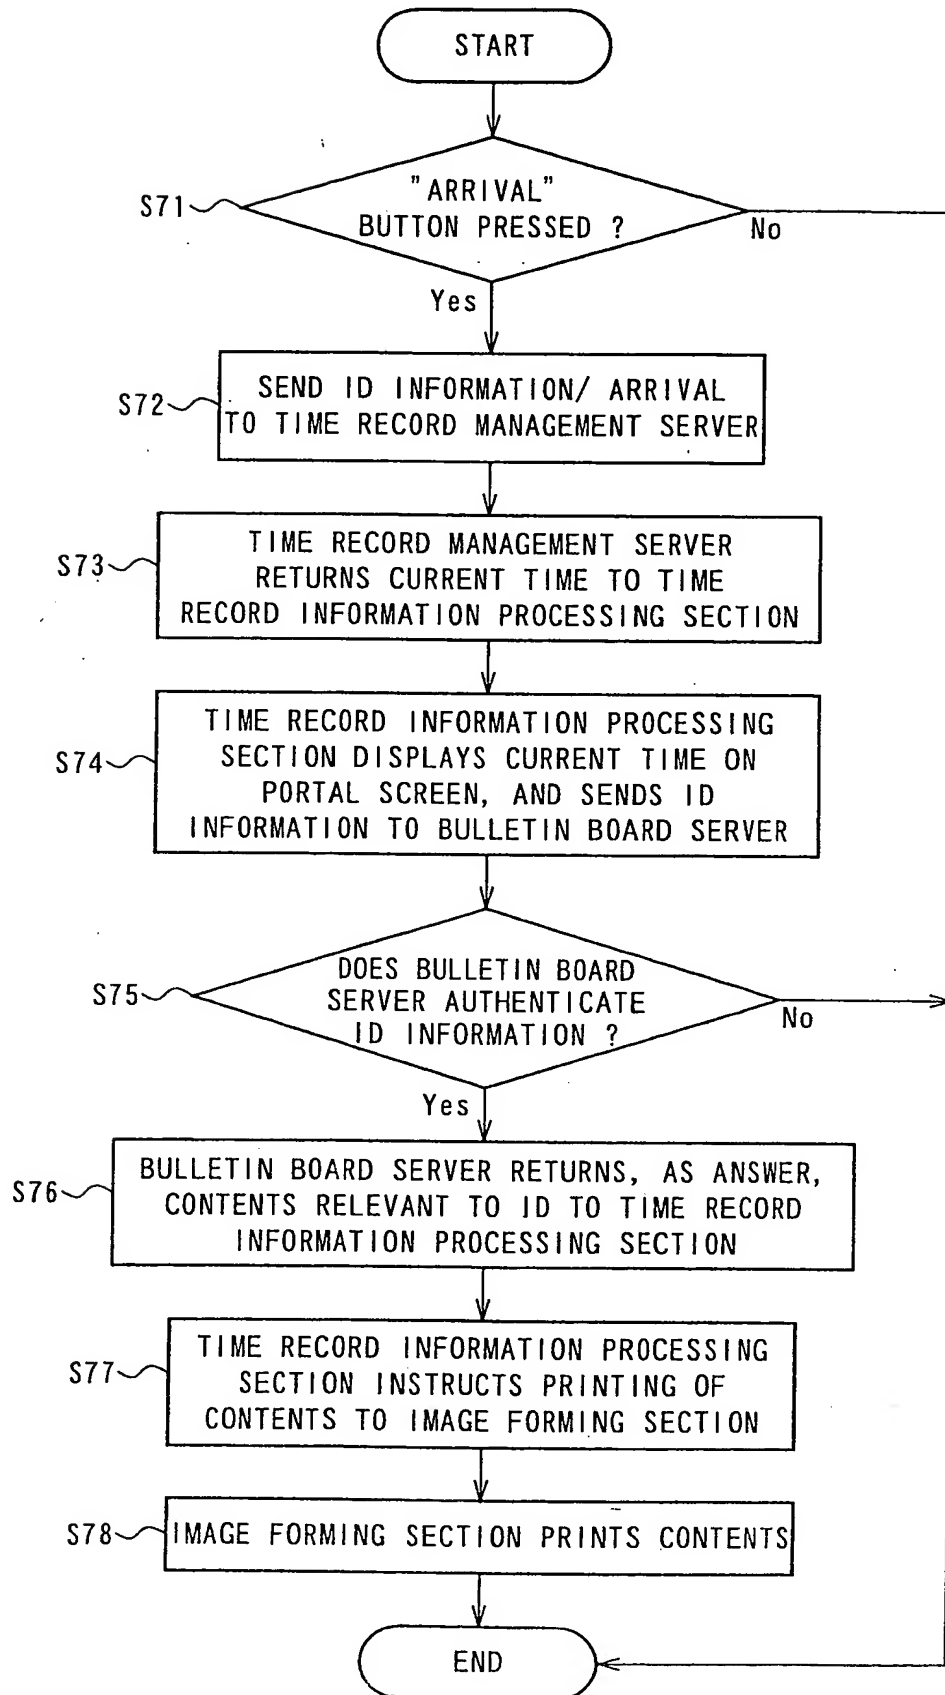 START
S71
"ARRIVAL"
BUTTON PRESSED ?
No
Yes
S72
SEND ID INFORMATION/ ARRIVAL
TO TIME RECORD MANAGEMENT SERVER
S73
TIME RECORD MANAGEMENT SERVER
RETURNS CURRENT TIME TO TIME
RECORD INFORMATION PROCESSING SECTION
S74
TIME RECORD INFORMATION PROCESSING
SECTION DISPLAYS CURRENT TIME ON
PORTAL SCREEN, AND SENDS ID
INFORMATION TO BULLETIN BOARD SERVER
S75
DOES BULLETIN BOARD
SERVER AUTHENTICATE
ID INFORMATION ?
No
Yes
S76
BULLETIN BOARD SERVER RETURNS, AS ANSWER,
CONTENTS RELEVANT TO ID TO TIME RECORD
INFORMATION PROCESSING SECTION
S77
TIME RECORD INFORMATION PROCESSING
SECTION INSTRUCTS PRINTING OF
CONTENTS TO IMAGE FORMING SECTION
S78
IMAGE FORMING SECTION PRINTS CONTENTS
END